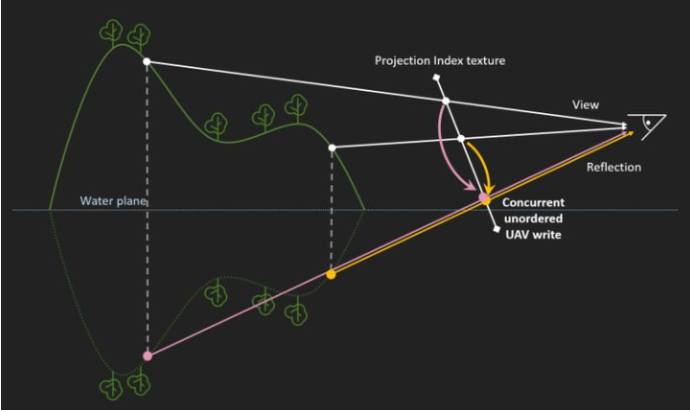 Projection Index texture
View
Reflection
Water plane
Concurrent
unordered
UAV write